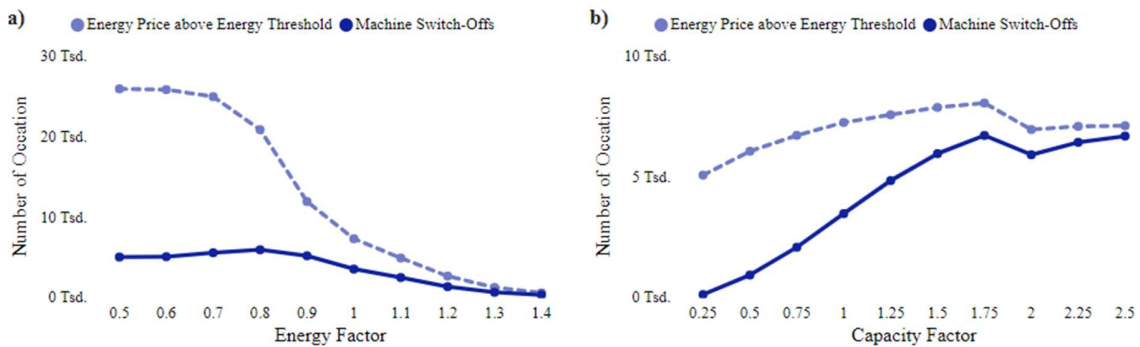 a)
Energy Price above Energy Threshold Machine Switch-Offs
30 Tsd.
20 Tsd.
10 Tsd.
0 Tsd.
Number of Occation
0.5 0.6 0.7 0.8 0.9 1 1.1 1.2 1.3 1.4
Energy Factor
b)
Energy Price above Energy Threshold Machine Switch-Offs
10 Tsd.
5 Tsd.
0 Tsd.
Number of Occation
0.25 0.5 0.75 1 1.25 1.5 1.75 2 2.25 2.5
Capacity Factor